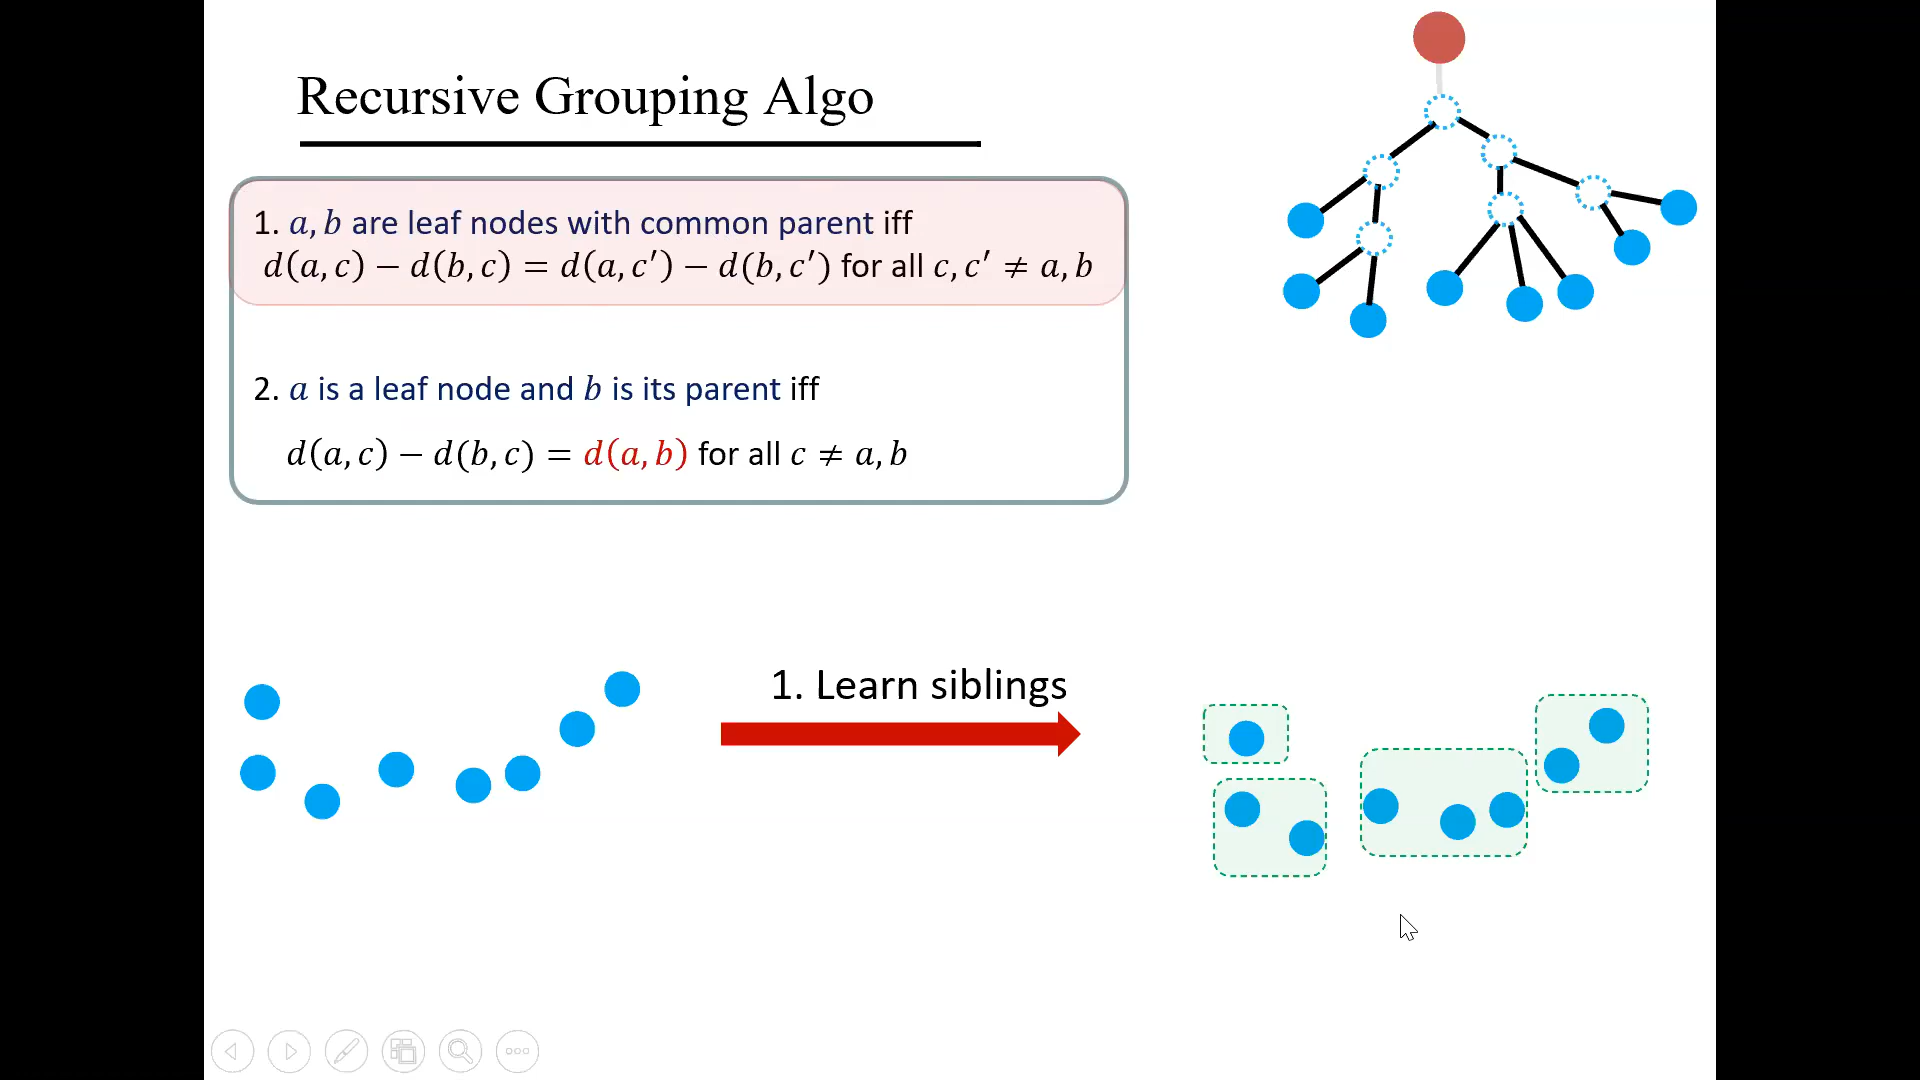 Recursive Grouping Algo
1. a, b are leaf nodes with common parent iff
d(a, c) − d(b, c) = d(a, c′) − d(b, c′) for all c, c′ ≠ a, b
2. a is a leaf node and b is its parent iff
d(a, c) − d(b, c) = d(a, b) for all c ≠ a, b
1. Learn siblings